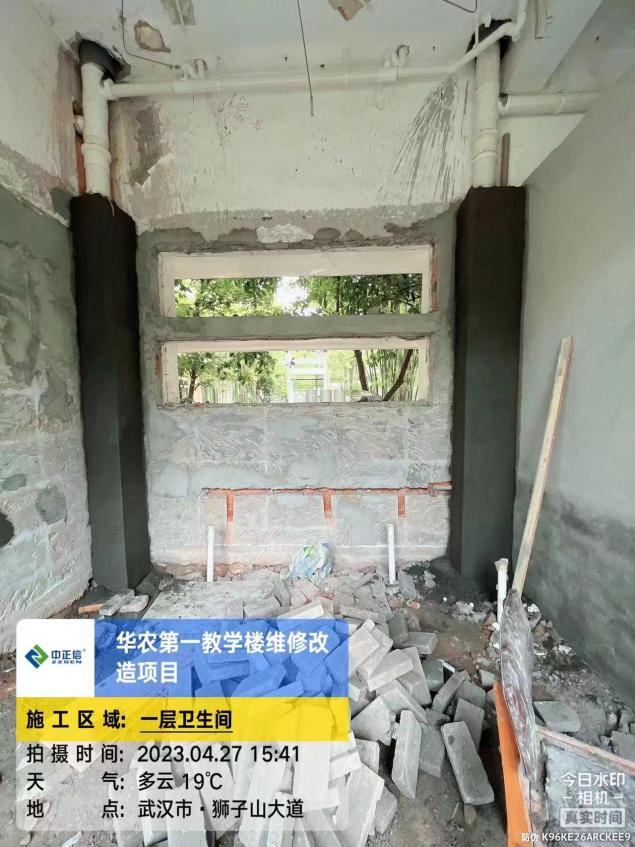 中正信
ZZSEN
华农第一教学楼维修改
造项目
施工区域: 一层卫生间
拍摄时间: 2023.04.27 15:41
天气: 多云 19℃
地点: 武汉市·狮子山大道
今日水印
相机
真实时间
防伪 K96KE26ARCKEE9